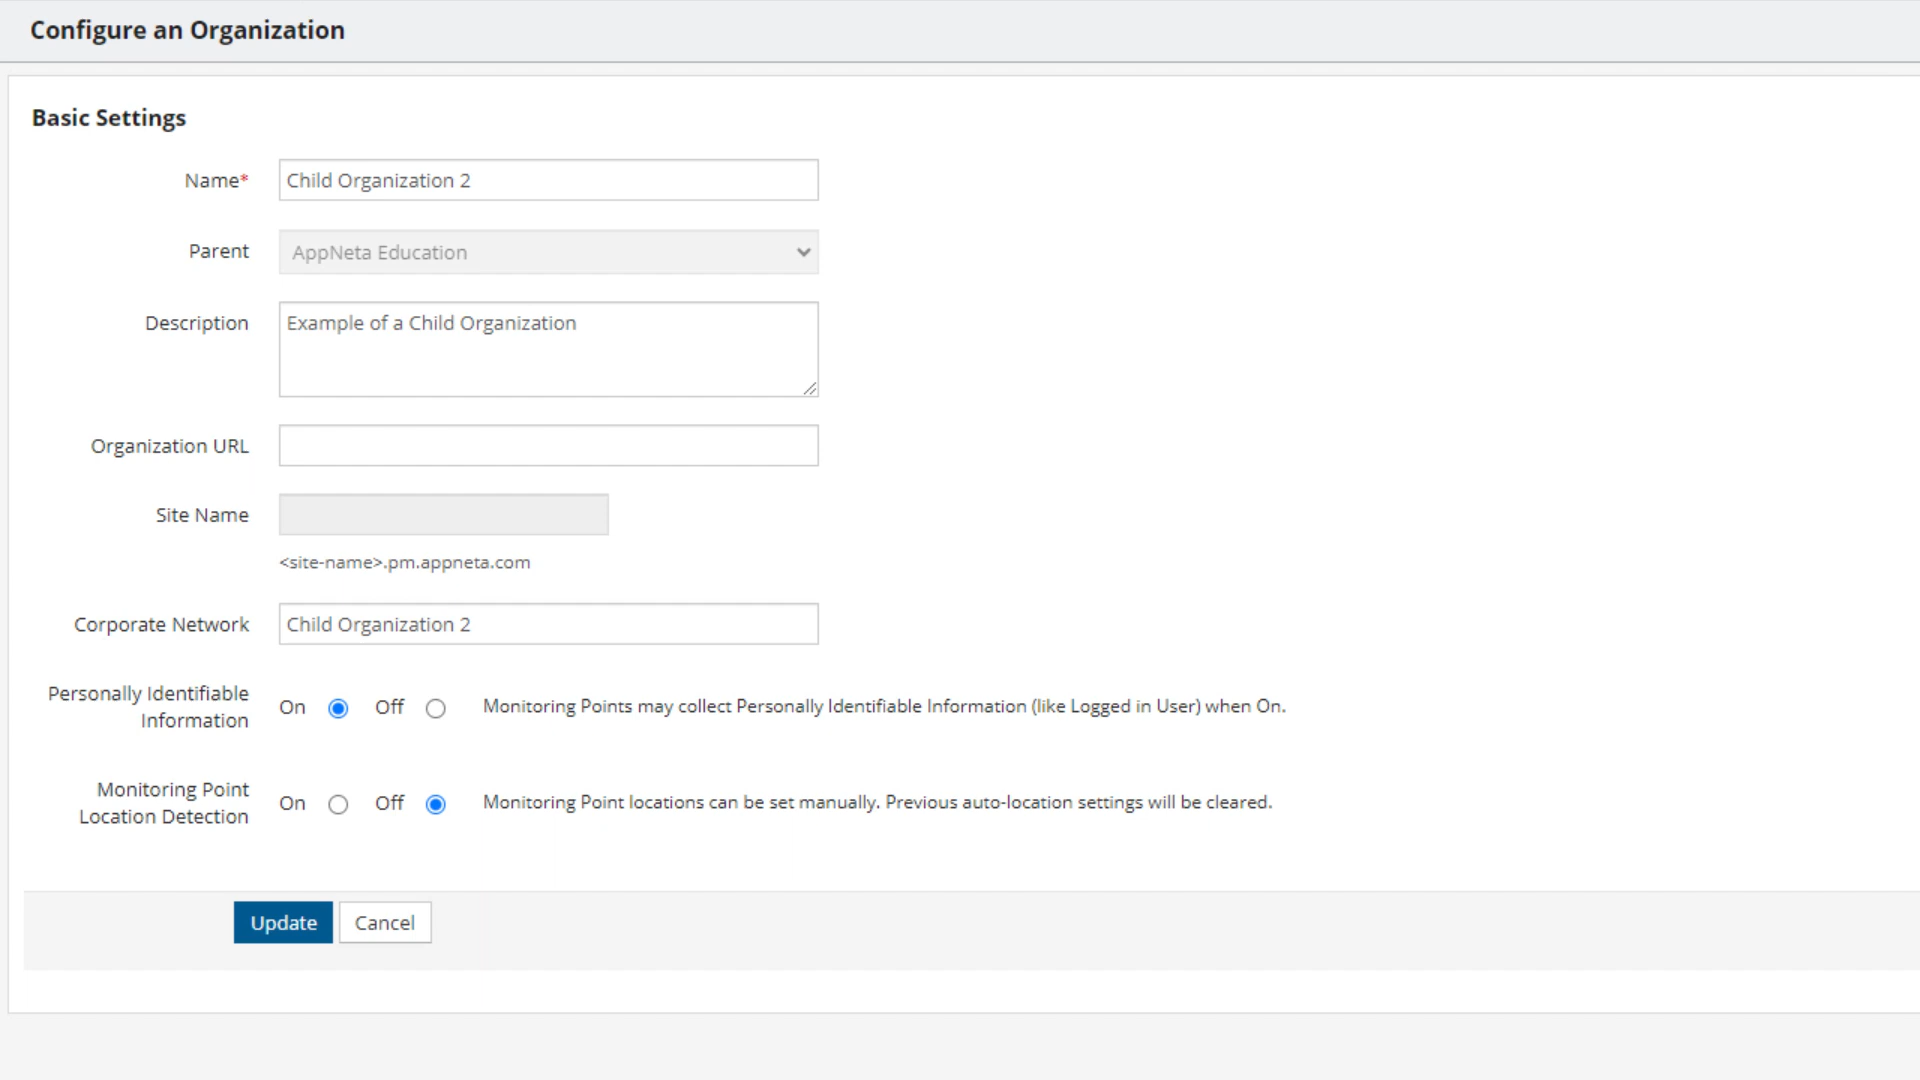 Configure an Organization
Basic Settings
Name* Child Organization 2
Parent AppNeta Education
Description Example of a Child Organization
Organization URL
Site Name
<site-name>.pm.appneta.com
Corporate Network Child Organization 2
Personally Identifiable
Information On Off Monitoring Points may collect Personally Identifiable Information (like Logged in User) when On.
Monitoring Point
Location Detection On Off Monitoring Point locations can be set manually. Previous auto-location settings will be cleared.
Update Cancel